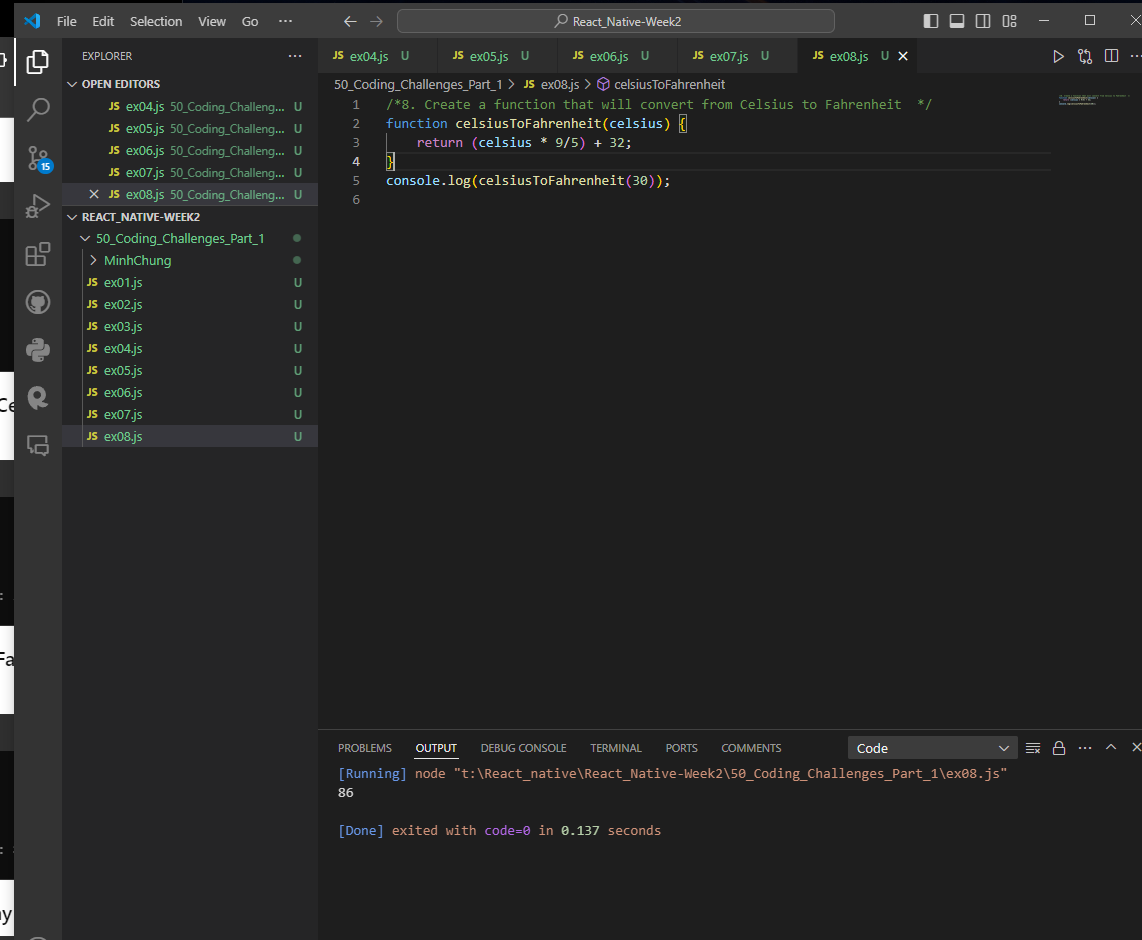 File Edit Selection View Go ··· React_Native-Week2
EXPLORER ···
OPEN EDITORS
JS ex04.js 50_Coding_Challeng... U
JS ex05.js 50_Coding_Challeng... U
JS ex06.js 50_Coding_Challeng... U
JS ex07.js 50_Coding_Challeng... U
JS ex08.js 50_Coding_Challeng... U
REACT_NATIVE-WEEK2
50_Coding_Challenges_Part_1
MinhChung
JS ex01.js U
JS ex02.js U
JS ex03.js U
JS ex04.js U
JS ex05.js U
JS ex06.js U
JS ex07.js U
JS ex08.js U
15
JS ex04.js U JS ex05.js U JS ex06.js U JS ex07.js U JS ex08.js U
50_Coding_Challenges_Part_1 > JS ex08.js > celsiusToFahrenheit
1 /*8. Create a function that will convert from Celsius to Fahrenheit  */
2 function celsiusToFahrenheit(celsius) {
3     return (celsius * 9/5) + 32;
4 }
5 console.log(celsiusToFahrenheit(30));
6
PROBLEMS OUTPUT DEBUG CONSOLE TERMINAL PORTS COMMENTS Code
[Running] node "t:\React_native\React_Native-Week2\50_Coding_Challenges_Part_1\ex08.js"
86
[Done] exited with code=0 in 0.137 seconds